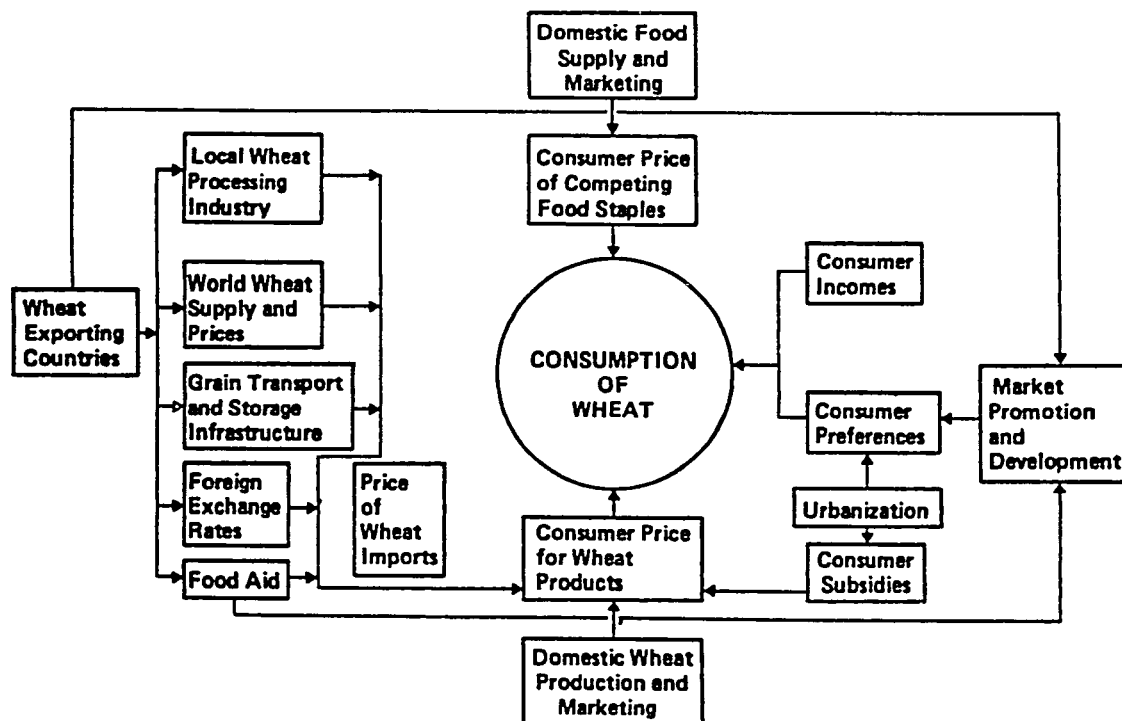 Domestic Food
Supply and
Marketing
Local Wheat
Processing
Industry
Consumer Price
of Competing
Food Staples
Consumer
Incomes
World Wheat
Supply and
Prices
Wheat
Exporting
Countries
CONSUMPTION
OF
WHEAT
Grain Transport
and Storage
Infrastructure
Market
Promotion
and
Development
Consumer
Preferences
Foreign
Exchange
Rates
Price
of
Wheat
Imports
Urbanization
Consumer Price
for Wheat
Products
Consumer
Subsidies
Food Aid
Domestic Wheat
Production and
Marketing